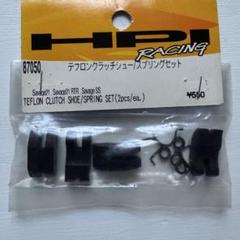 HPI
RACING
87050
テフロンクラッチシュー/スプリングセット
Savage21, Savage21 RTR, Savage SS
TEFLON CLUTCH SHOE/SPRING SET(2pcs/ea.)
¥550